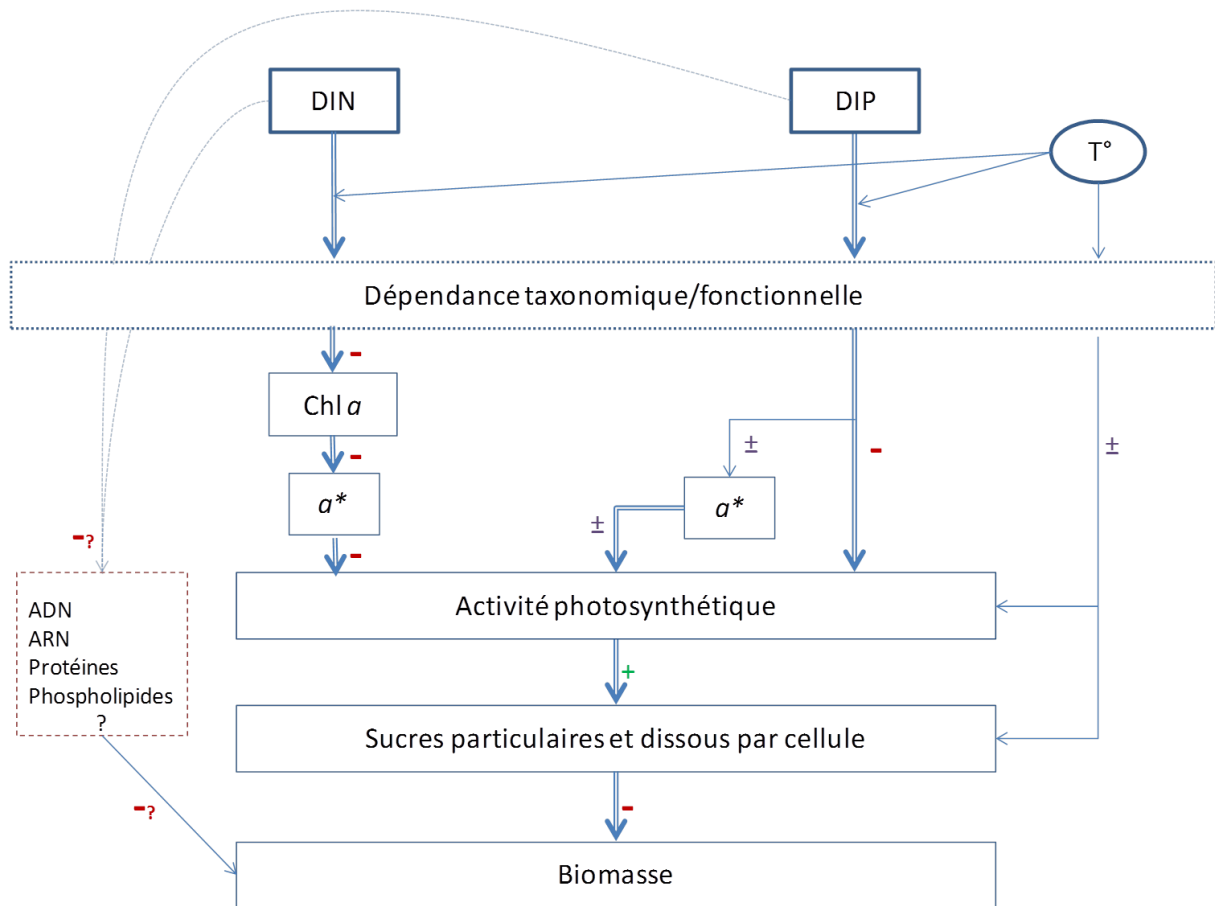 DIN
DIP
T°
Dépendance taxonomique/fonctionnelle
-
Chl a
-
±
-
±
a*
a*
±
-?
-
ADN
ARN
Protéines
Phospholipides
?
Activité photosynthétique
+
Sucres particulaires et dissous par cellule
-?
-
Biomasse